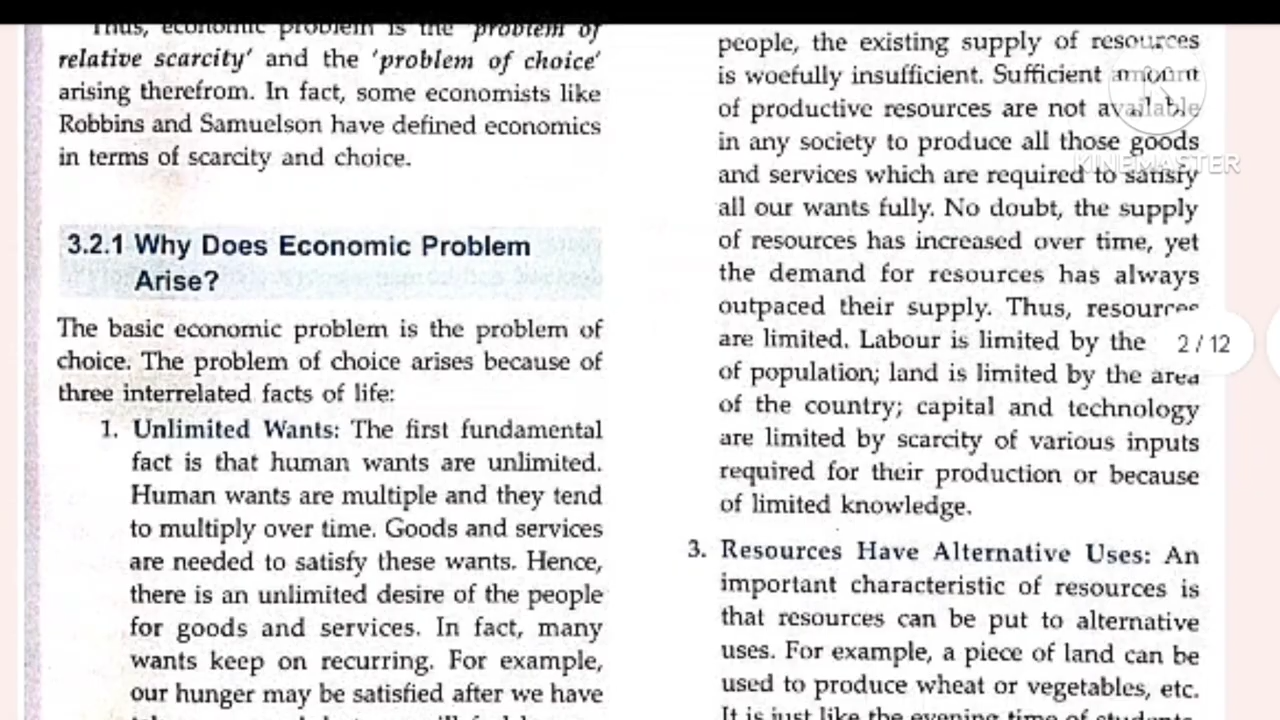 Thus, economic problem is the 'problem of
relative scarcity' and the 'problem of choice'
arising therefrom. In fact, some economists like
Robbins and Samuelson have defined economics
in terms of scarcity and choice.
3.2.1 Why Does Economic Problem
Arise?
The basic economic problem is the problem of
choice. The problem of choice arises because of
three interrelated facts of life:
1. Unlimited Wants: The first fundamental
fact is that human wants are unlimited.
Human wants are multiple and they tend
to multiply over time. Goods and services
are needed to satisfy these wants. Hence,
there is an unlimited desire of the people
for goods and services. In fact, many
wants keep on recurring. For example,
our hunger may be satisfied after we have
people, the existing supply of resources
is woefully insufficient. Sufficient amount
of productive resources are not available
in any society to produce all those goods
and services which are required to satisfy
all our wants fully. No doubt, the supply
of resources has increased over time, yet
the demand for resources has always
outpaced their supply. Thus, resources
are limited. Labour is limited by the
of population; land is limited by the area
of the country; capital and technology
are limited by scarcity of various inputs
required for their production or because
of limited knowledge.
3. Resources Have Alternative Uses: An
important characteristic of resources is
that resources can be put to alternative
uses. For example, a piece of land can be
used to produce wheat or vegetables, etc.
It is just like the evening time of students
K
KINEMASTER
2 / 12